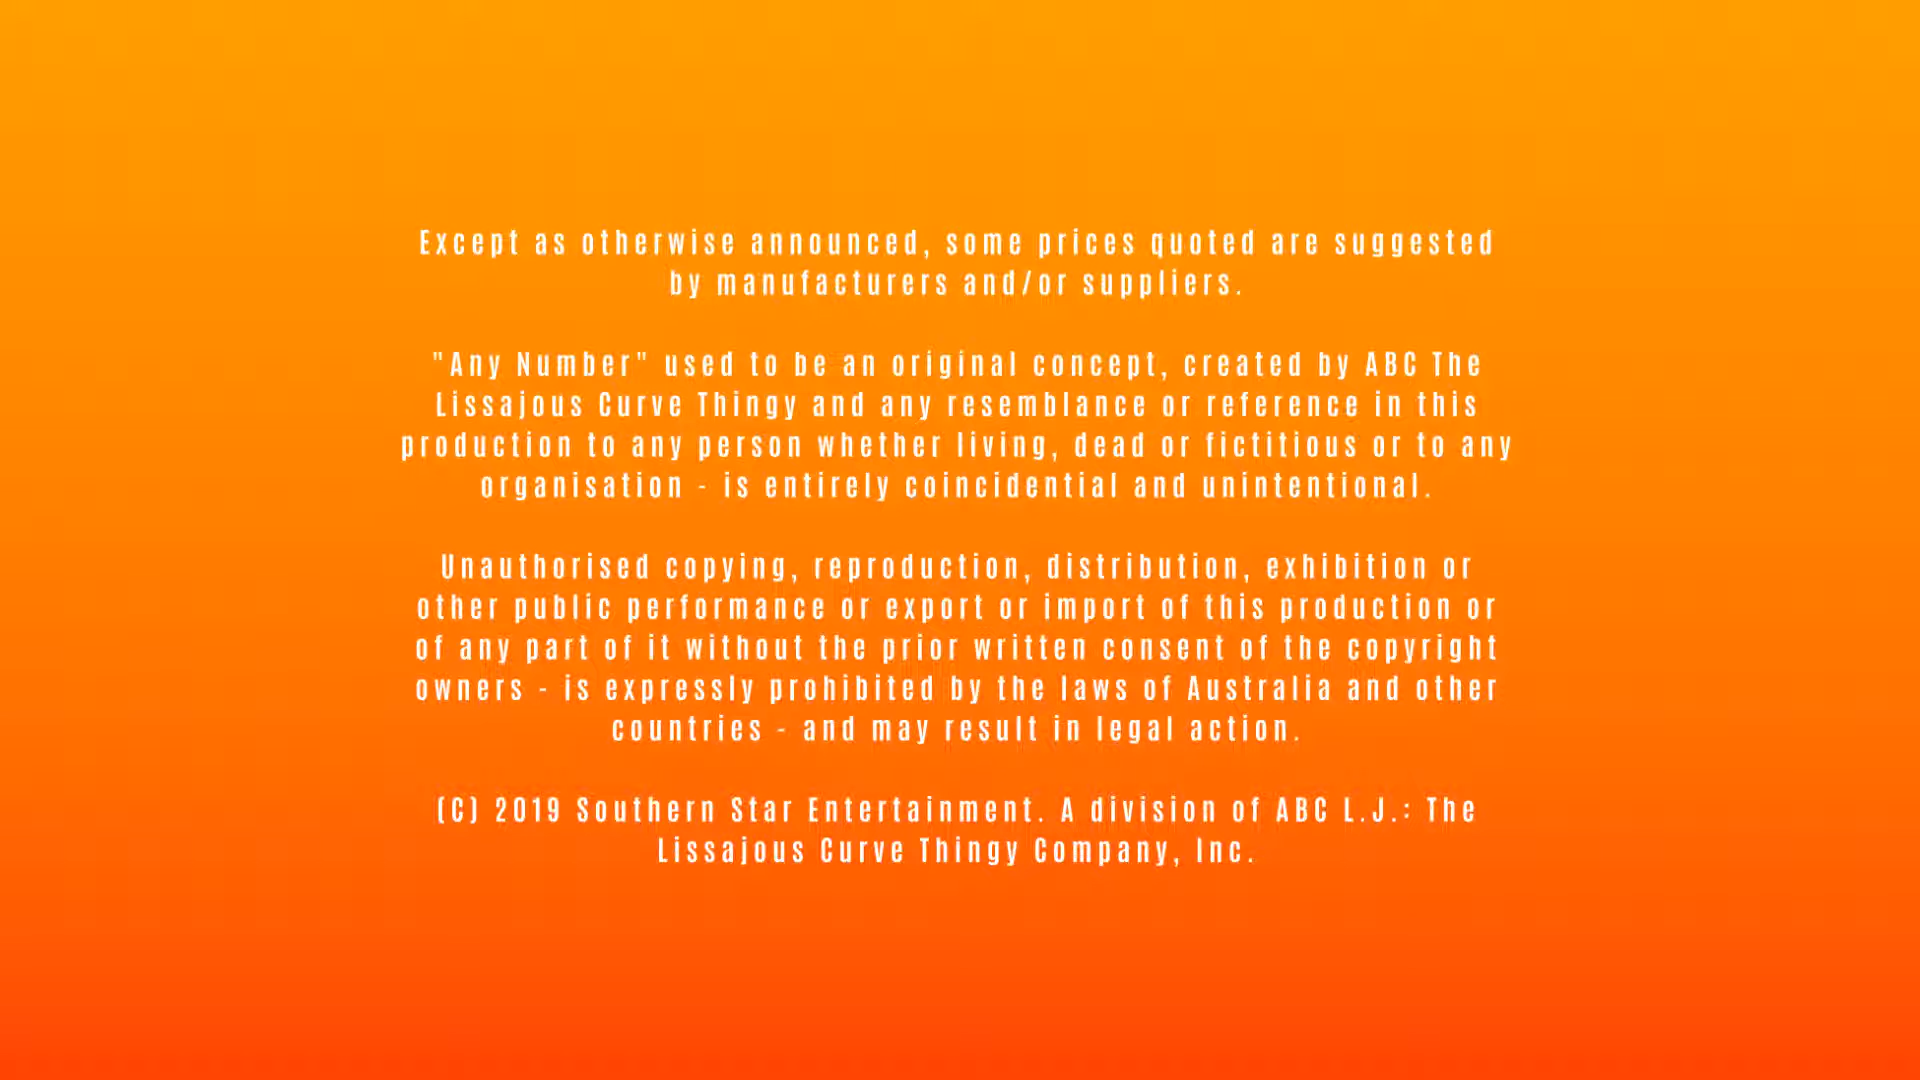 Except as otherwise announced, some prices quoted are suggested
by manufacturers and/or suppliers.
"Any Number" used to be an original concept, created by ABC The
Lissajous Curve Thingy and any resemblance or reference in this
production to any person whether living, dead or fictitious or to any
organisation - is entirely coincidential and unintentional.
Unauthorised copying, reproduction, distribution, exhibition or
other public performance or export or import of this production or
of any part of it without the prior written consent of the copyright
owners - is expressly prohibited by the laws of Australia and other
countries - and may result in legal action.
(C) 2019 Southern Star Entertainment. A division of ABC L.J.: The
Lissajous Curve Thingy Company, Inc.